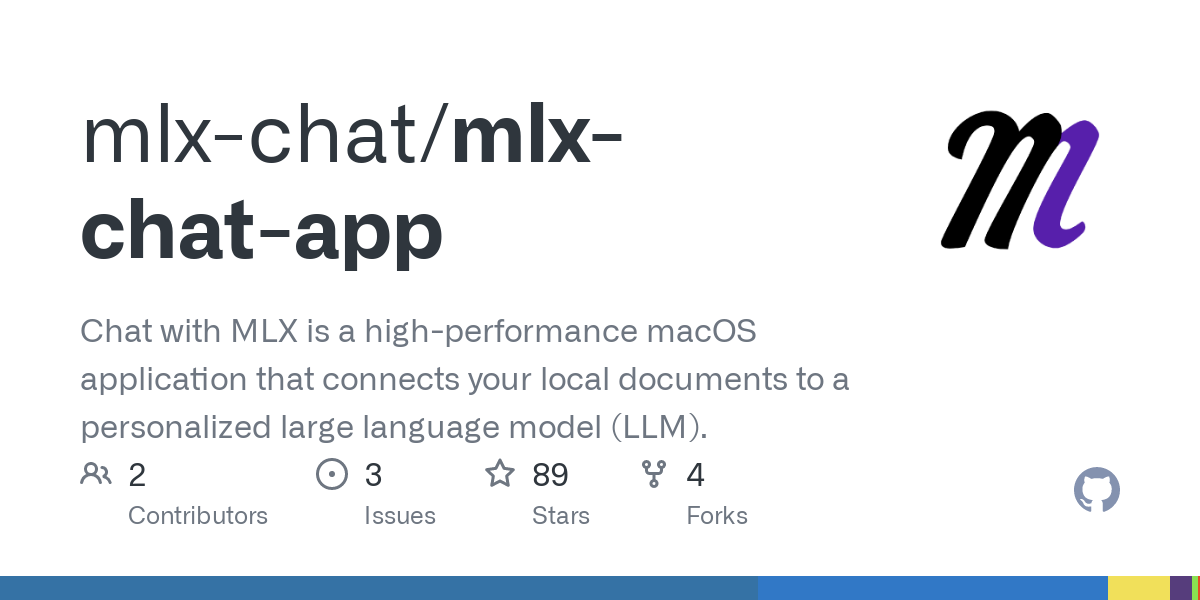 mlx-chat/mlx-
chat-app
Chat with MLX is a high-performance macOS
application that connects your local documents to a
personalized large language model (LLM).
2 3 89 4
Contributors Issues Stars Forks